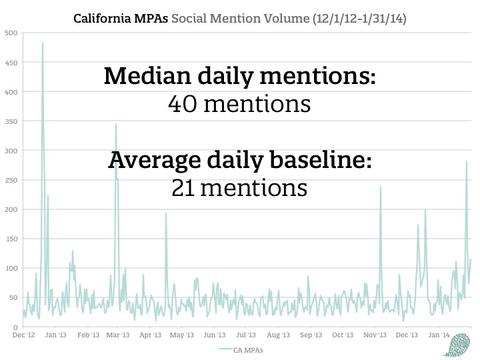 California MPAs Social Mention Volume (12/1/12-1/31/14)
500
450
400
350
300
250
200
150
100
50
0
Median daily mentions:
40 mentions
Average daily baseline:
21 mentions
Dec '12 Jan '13 Feb '13 Mar '13 Apr '13 May '13 Jun '13 Jul '13 Aug '13 Sep '13 Oct '13 Nov '13 Dec '13 Jan '14
CA MPAs